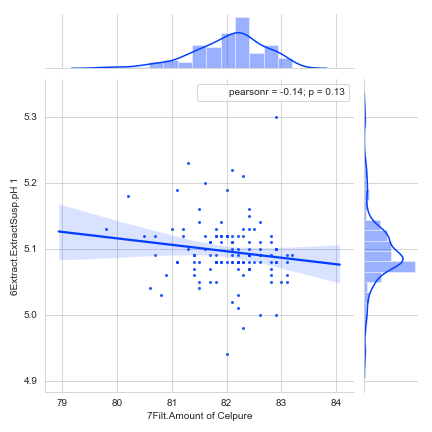 pearsonr = -0.14; p = 0.13
5.3
5.2
5.1
5.0
4.9
6Extract.ExtractSusp.pH 1
79 80 81 82 83 84
7Filt.Amount of Celpure